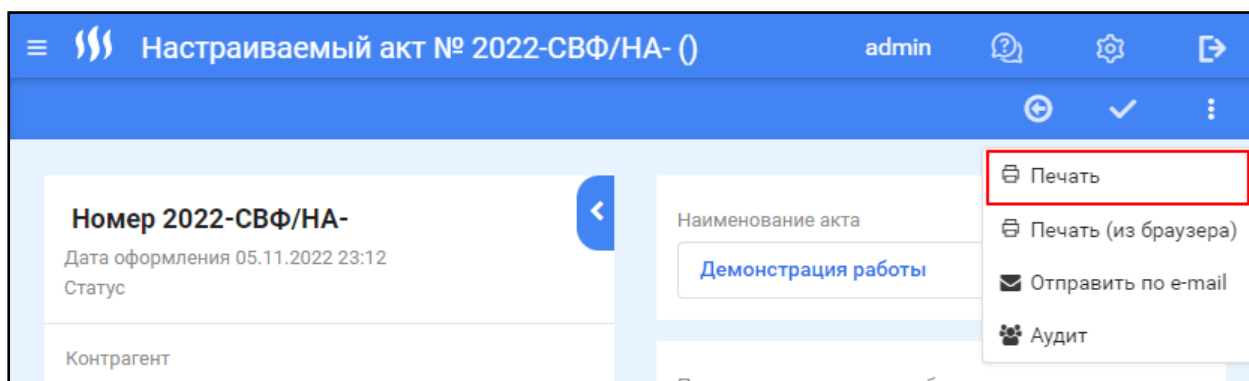 Настраиваемый акт № 2022-СВФ/НА- () admin
Печать
Номер 2022-СВФ/НА-
Наименование акта
Печать (из браузера)
Дата оформления 05.11.2022 23:12
Демонстрация работы
Отправить по e-mail
Статус
Аудит
Контрагент